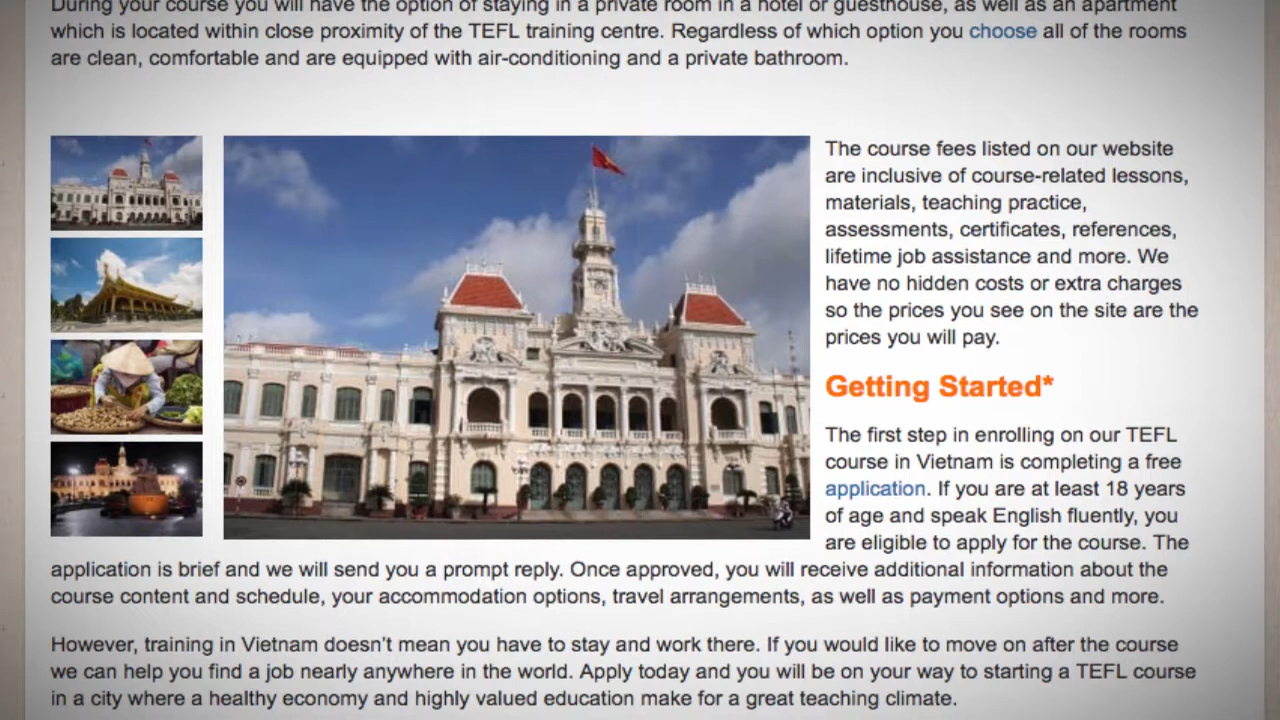 During your course you will have the option of staying in a private room in a hotel or guesthouse, as well as an apartment
which is located within close proximity of the TEFL training centre. Regardless of which option you choose all of the rooms
are clean, comfortable and are equipped with air-conditioning and a private bathroom.
The course fees listed on our website
are inclusive of course-related lessons,
materials, teaching practice,
assessments, certificates, references,
lifetime job assistance and more. We
have no hidden costs or extra charges
so the prices you see on the site are the
prices you will pay.
Getting Started*
The first step in enrolling on our TEFL
course in Vietnam is completing a free
application. If you are at least 18 years
of age and speak English fluently, you
are eligible to apply for the course. The
application is brief and we will send you a prompt reply. Once approved, you will receive additional information about the
course content and schedule, your accommodation options, travel arrangements, as well as payment options and more.
However, training in Vietnam doesn't mean you have to stay and work there. If you would like to move on after the course
we can help you find a job nearly anywhere in the world. Apply today and you will be on your way to starting a TEFL course
in a city where a healthy economy and highly valued education make for a great teaching climate.